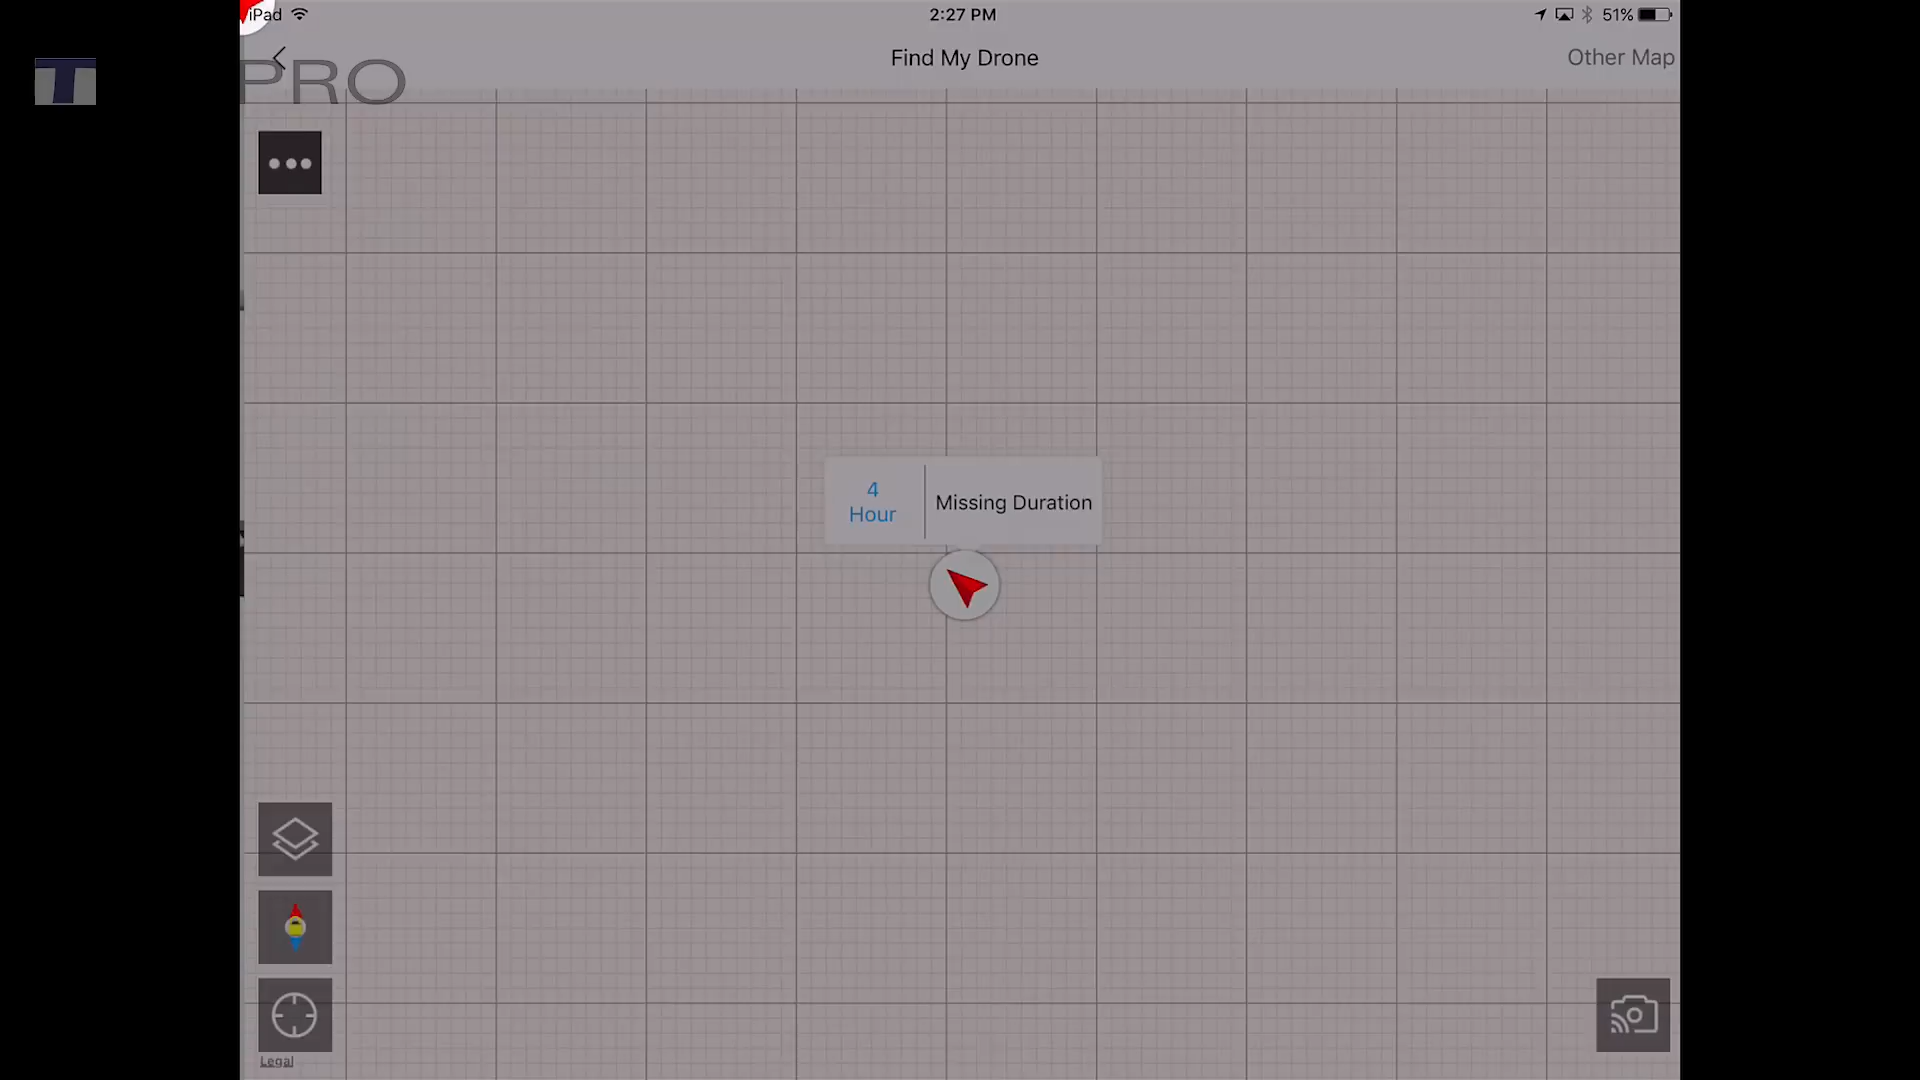 T
iPad 2:27 PM 51%
Find My Drone
Other Map
PRO
4
Hour
Missing Duration
Legal